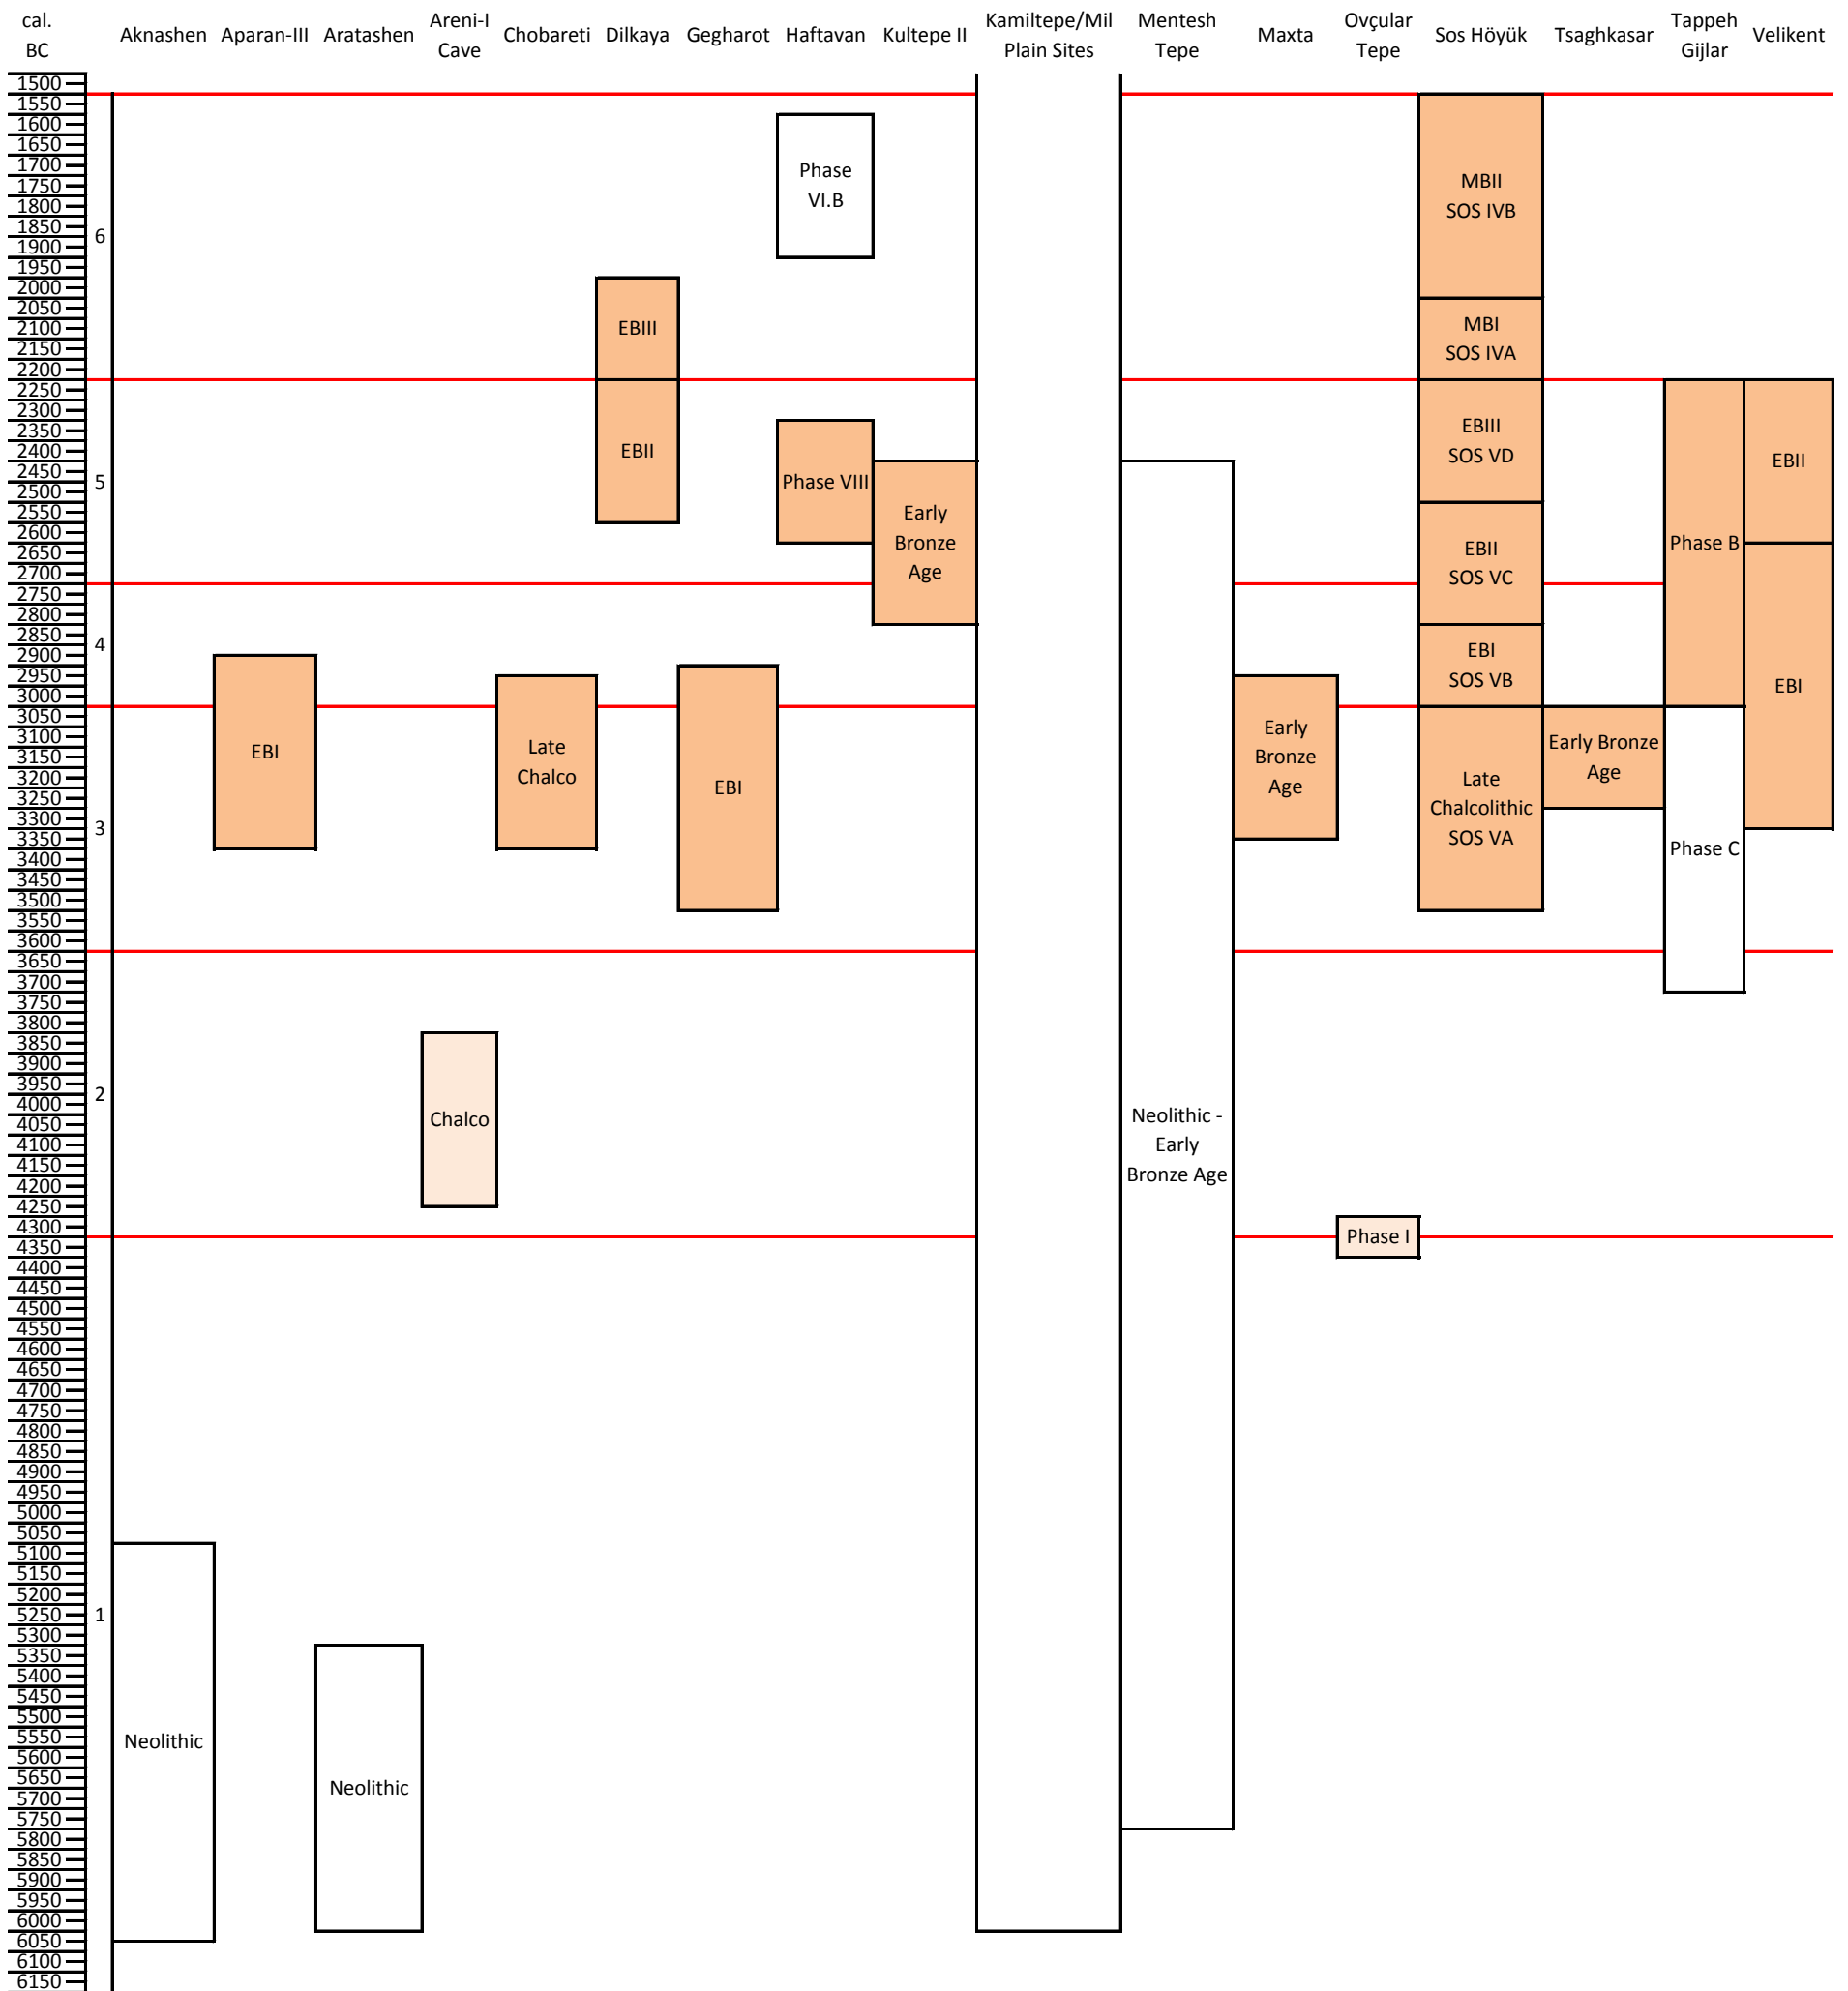 cal.
BC
Aknashen
Aparan-III
Aratashen
Areni-I
Cave
Chobareti
Dilkaya
Gegharot
Haftavan
Kultepe II
Kamiltepe/Mil
Plain Sites
Mentesh
Tepe
Maxta
Ovçular
Tepe
Sos Höyük
Tsaghkasar
Tappeh
Gijlar
Velikent
1500
1550
1600
1650
1700
1750
1800
1850
1900
1950
2000
2050
2100
2150
2200
2250
2300
2350
2400
2450
2500
2550
2600
2650
2700
2750
2800
2850
2900
2950
3000
3050
3100
3150
3200
3250
3300
3350
3400
3450
3500
3550
3600
3650
3700
3750
3800
3850
3900
3950
4000
4050
4100
4150
4200
4250
4300
4350
4400
4450
4500
4550
4600
4650
4700
4750
4800
4850
4900
4950
5000
5050
5100
5150
5200
5250
5300
5350
5400
5450
5500
5550
5600
5650
5700
5750
5800
5850
5900
5950
6000
6050
6100
6150
6
5
4
3
2
1
Neolithic
EBI
Neolithic
Chalco
Late
Chalco
EBIII
EBII
EBI
Phase
VI.B
Phase VIII
Early
Bronze
Age
Neolithic -
Early
Bronze Age
Early
Bronze
Age
Phase I
MBII
SOS IVB
MBI
SOS IVA
EBIII
SOS VD
EBII
SOS VC
EBI
SOS VB
Late
Chalcolithic
SOS VA
Early Bronze
Age
Phase B
Phase C
EBII
EBI